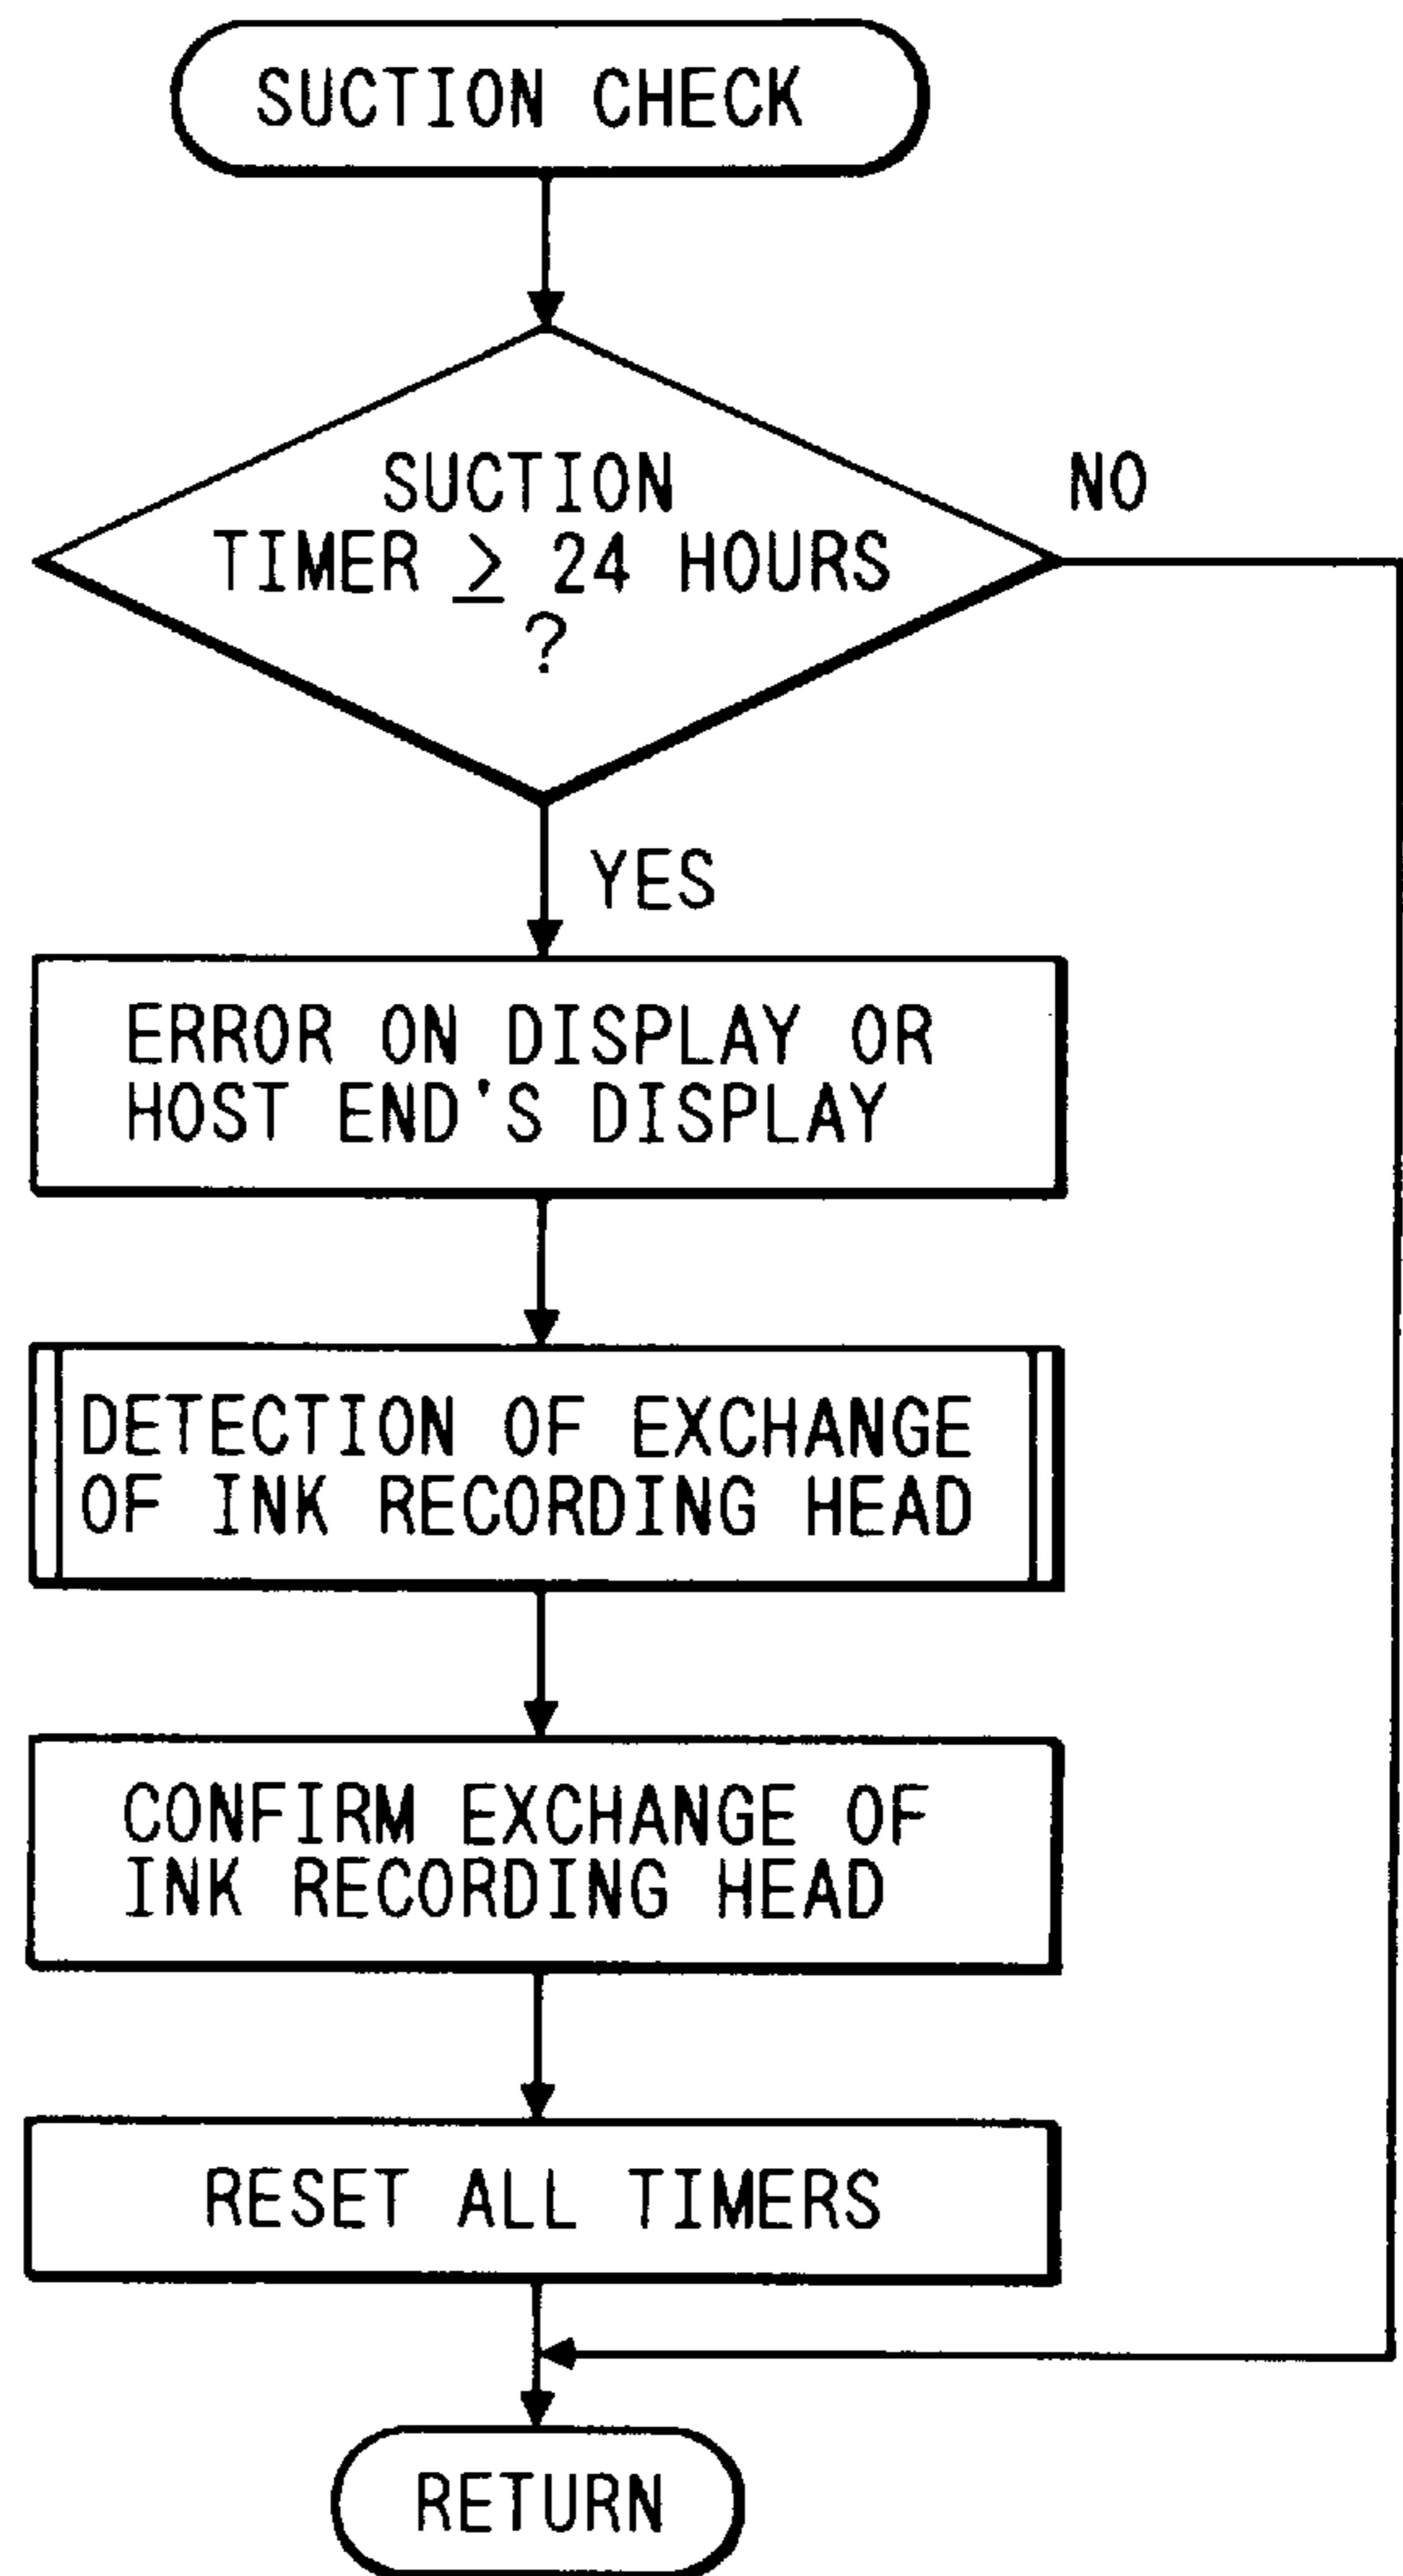 SUCTION CHECK
SUCTION
TIMER ≥ 24 HOURS
?
NO
YES
ERROR ON DISPLAY OR
HOST END'S DISPLAY
DETECTION OF EXCHANGE
OF INK RECORDING HEAD
CONFIRM EXCHANGE OF
INK RECORDING HEAD
RESET ALL TIMERS
RETURN